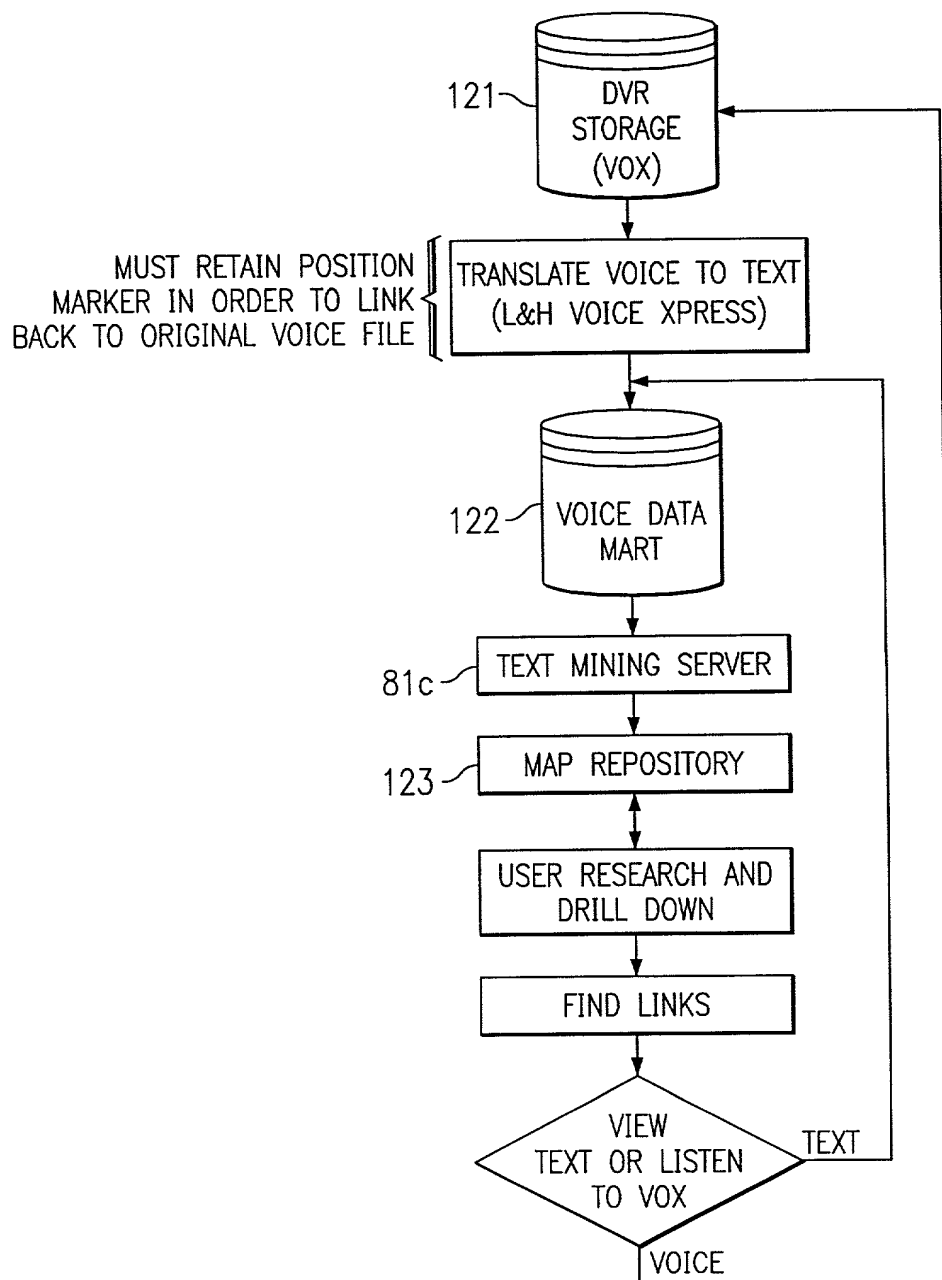 121
DVR
STORAGE
(VOX)
MUST RETAIN POSITION
MARKER IN ORDER TO LINK
BACK TO ORIGINAL VOICE FILE
TRANSLATE VOICE TO TEXT
(L&H VOICE XPRESS)
122
VOICE DATA
MART
81c
TEXT MINING SERVER
123
MAP REPOSITORY
USER RESEARCH AND
DRILL DOWN
FIND LINKS
VIEW
TEXT OR LISTEN
TO VOX
TEXT
VOICE